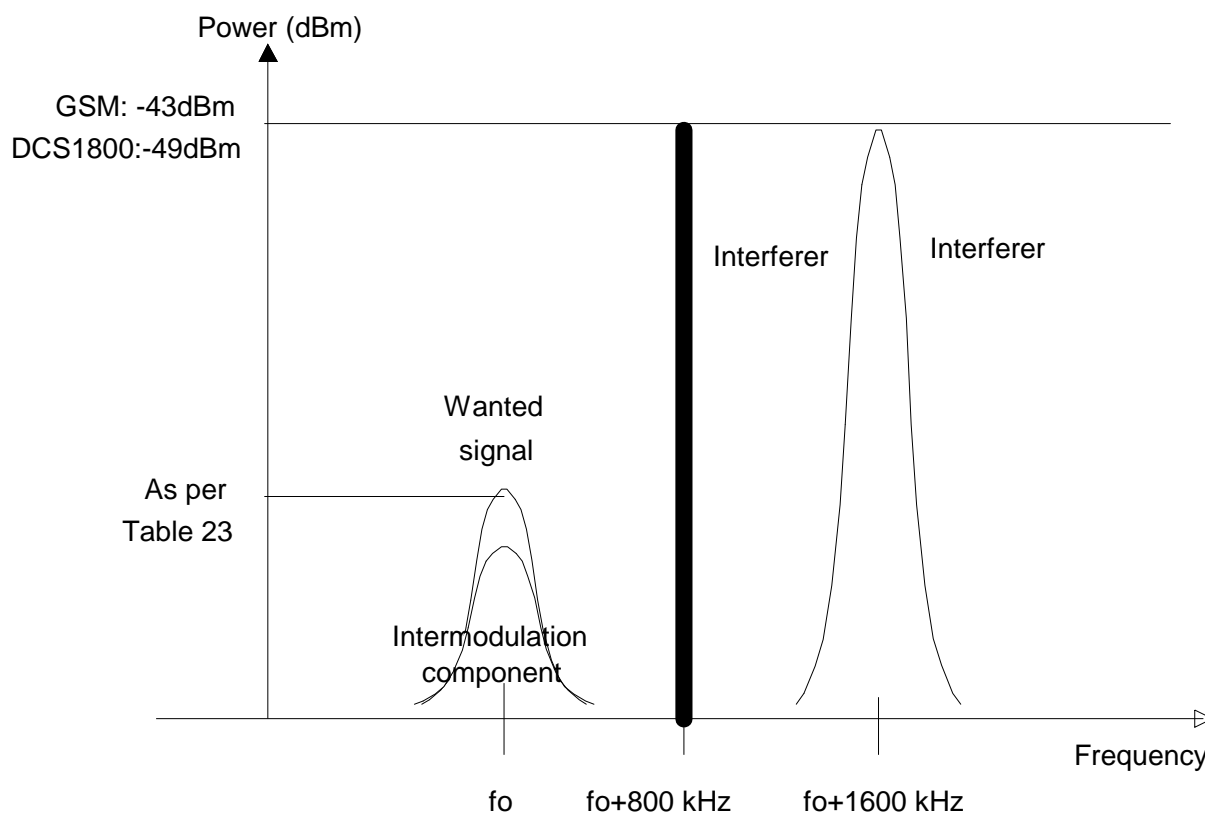 Power (dBm)
GSM: -43dBm
DCS1800:-49dBm
Interferer
Interferer
Wanted
signal
As per
Table 23
Intermodulation
component
Frequency
fo
fo+800 kHz
fo+1600 kHz